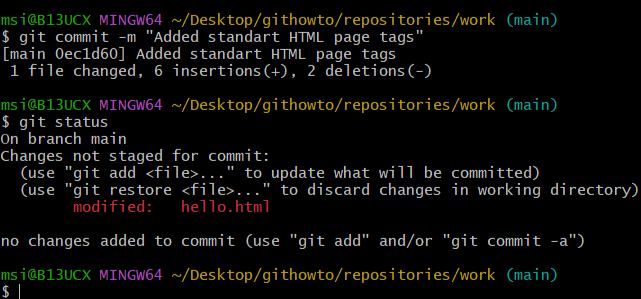 msi@B13UCX MINGW64 ~/Desktop/githowto/repositories/work (main)
$ git commit -m "Added standart HTML page tags"
[main 0ec1d60] Added standart HTML page tags
 1 file changed, 6 insertions(+), 2 deletions(-)

msi@B13UCX MINGW64 ~/Desktop/githowto/repositories/work (main)
$ git status
On branch main
Changes not staged for commit:
  (use "git add <file>..." to update what will be committed)
  (use "git restore <file>..." to discard changes in working directory)
        modified:   hello.html

no changes added to commit (use "git add" and/or "git commit -a")

msi@B13UCX MINGW64 ~/Desktop/githowto/repositories/work (main)
$